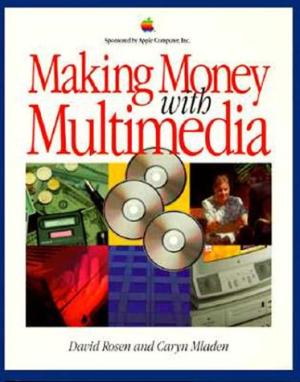 Sponsored by Apple Computer, Inc.
Making Money
with
Multimedia
David Rosen and Caryn Mladen